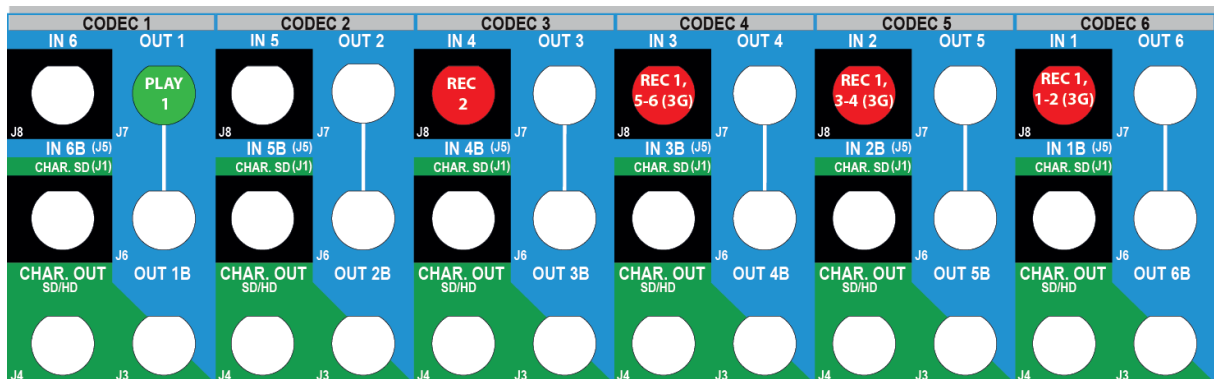 CODEC 1 CODEC 2 CODEC 3 CODEC 4 CODEC 5 CODEC 6
IN 6 OUT 1 IN 5 OUT 2 IN 4 OUT 3 IN 3 OUT 4 IN 2 OUT 5 IN 1 OUT 6
PLAY REC REC 1, REC 1, REC 1,
1 2 5-6 (3G) 3-4 (3G) 1-2 (3G)
J8 J7 J8 J7 J8 J7 J8 J7 J8 J7 J8 J7
IN 6B (J5) IN 5B (J5) IN 4B (J5) IN 3B (J5) IN 2B (J5) IN 1B (J5)
CHAR. SD (J1) CHAR. SD (J1) CHAR. SD (J1) CHAR. SD (J1) CHAR. SD (J1) CHAR. SD (J1)
J6 J6 J6 J6 J6 J6
CHAR. OUT OUT 1B CHAR. OUT OUT 2B CHAR. OUT OUT 3B CHAR. OUT OUT 4B CHAR. OUT OUT 5B CHAR. OUT OUT 6B
SD/HD SD/HD SD/HD SD/HD SD/HD SD/HD
J4 J3 J4 J3 J4 J3 J4 J3 J4 J3 J4 J3